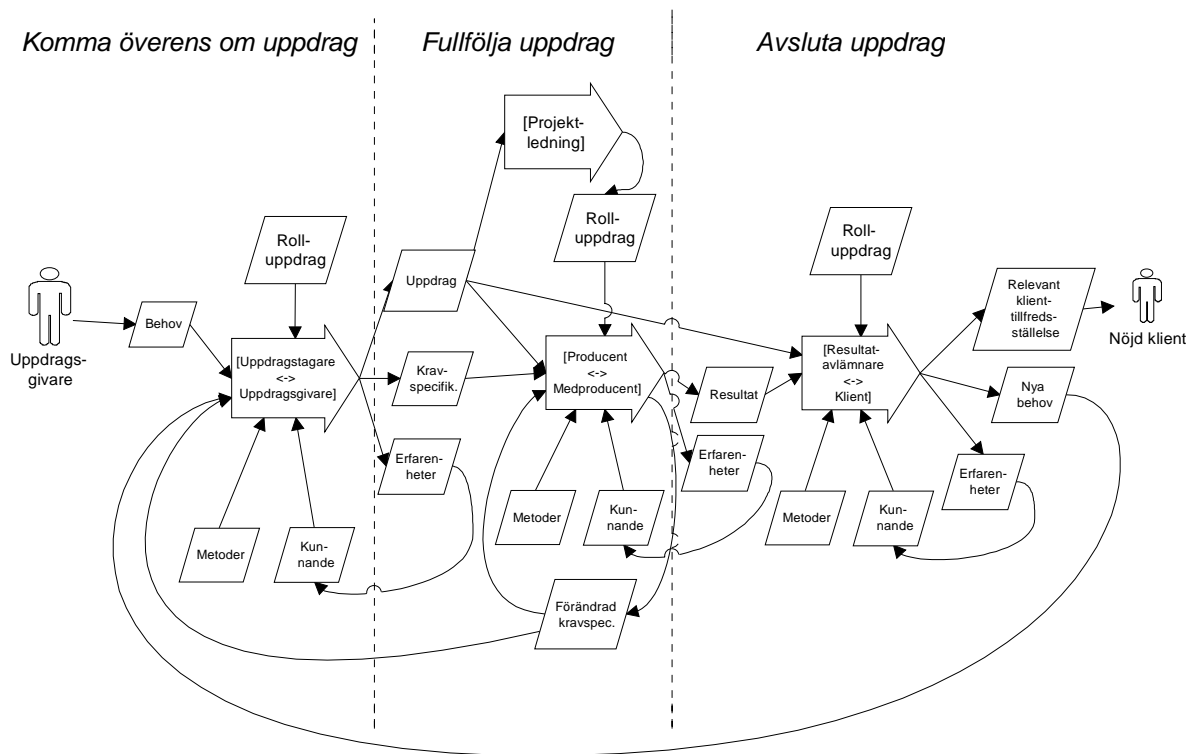 Komma överens om uppdrag
Fullfölja uppdrag
Avsluta uppdrag
[Projekt-
ledning]
Roll-
uppdrag
Roll-
uppdrag
Roll-
uppdrag
Uppdrags-
givare
Behov
[Uppdragstagare
<->
Uppdragsgivare]
Metoder
Kun-
nande
Uppdrag
Krav-
specifik.
Erfaren-
heter
[Producent
<->
Medproducent]
Metoder
Kun-
nande
Förändrad
kravspec.
Resultat
Erfaren-
heter
[Resultat-
avlämnare
<->
Klient]
Metoder
Kun-
nande
Relevant
klient-
tillfreds-
ställelse
Nya
behov
Erfaren-
heter
Nöjd klient